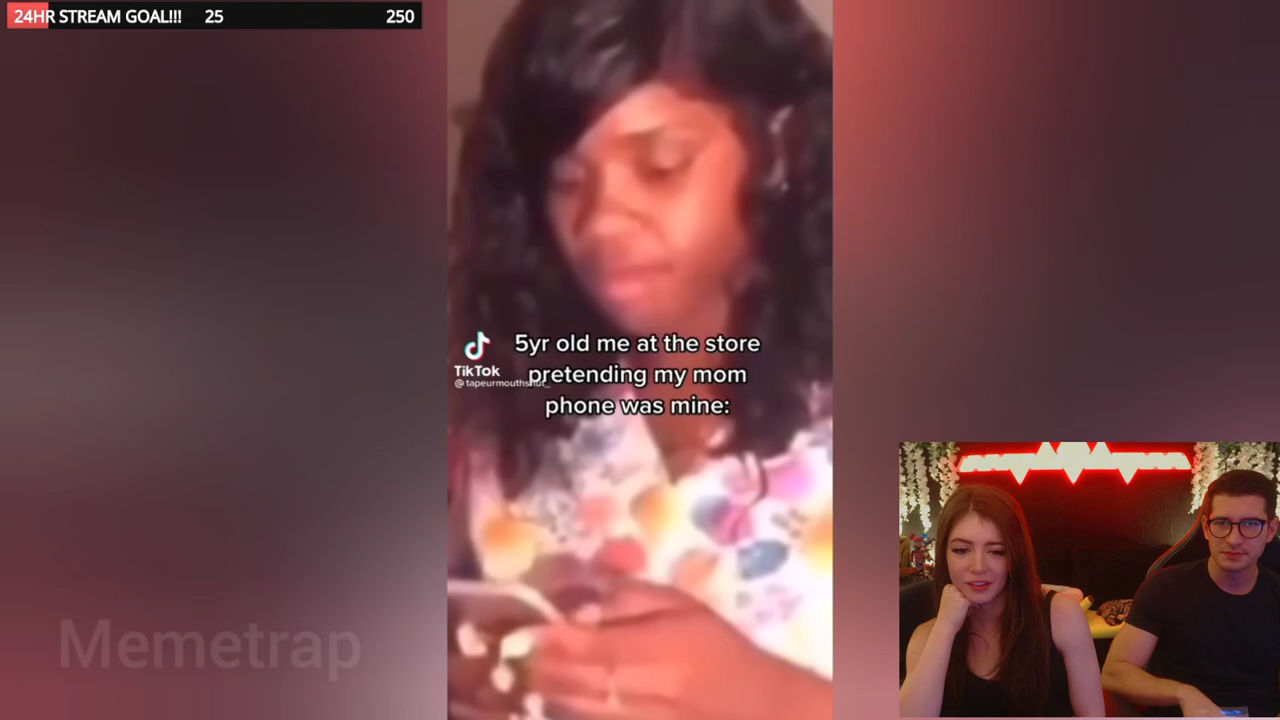 24HR STREAM GOAL!!! 25 250
5yr old me at the store
pretending my mom
phone was mine:
TikTok
Memetrap